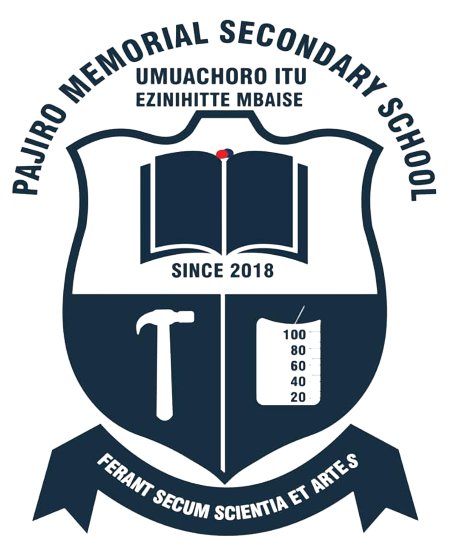 PAJIRO MEMORIAL SECONDARY SCHOOL
UMUACHORO ITU
EZINIHITTE MBAISE
SINCE 2018
100
80
60
40
20
FERANT SECUM SCIENTIA ET ARTES